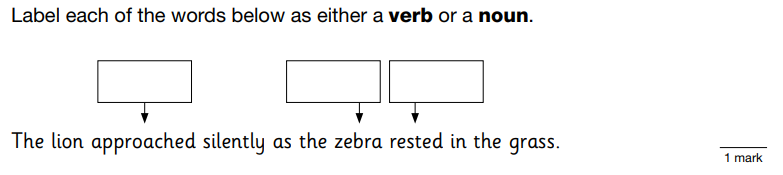 Label each of the words below as either a verb or a noun.
The lion approached silently as the zebra rested in the grass.
1 mark